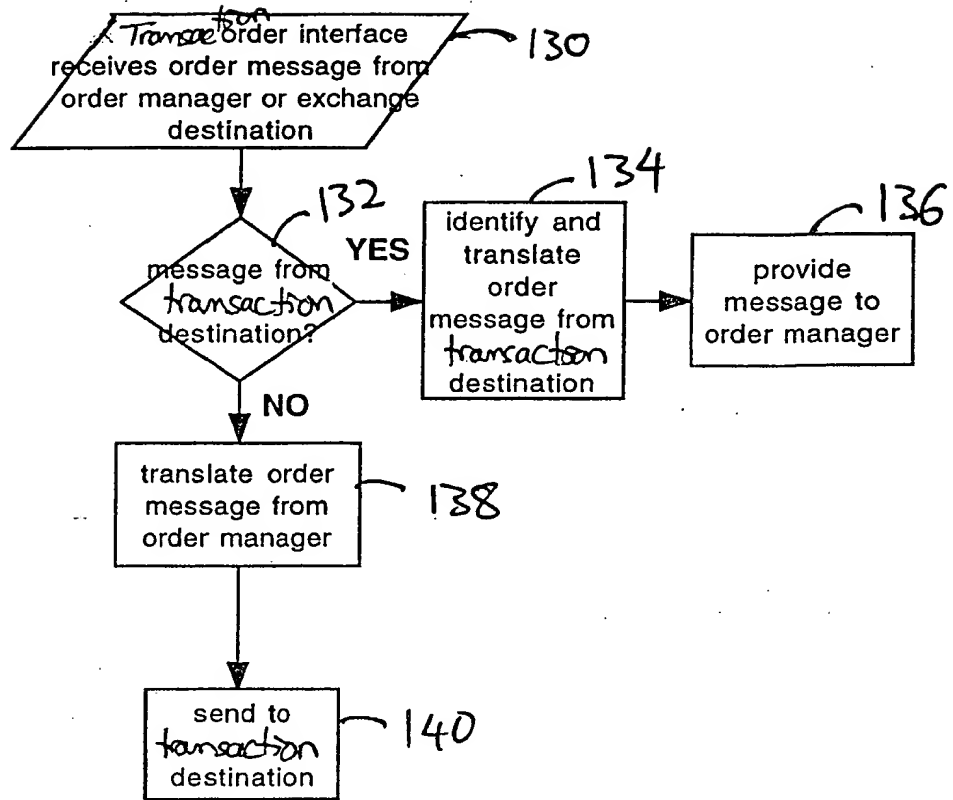 Transaction order interface
receives order message from
order manager or exchange
destination
130
132
message from
transaction
destination?
YES
134
identify and
translate
order
message from
transaction
destination
136
provide
message to
order manager
NO
translate order
message from
order manager
138
send to
transaction
destination
140